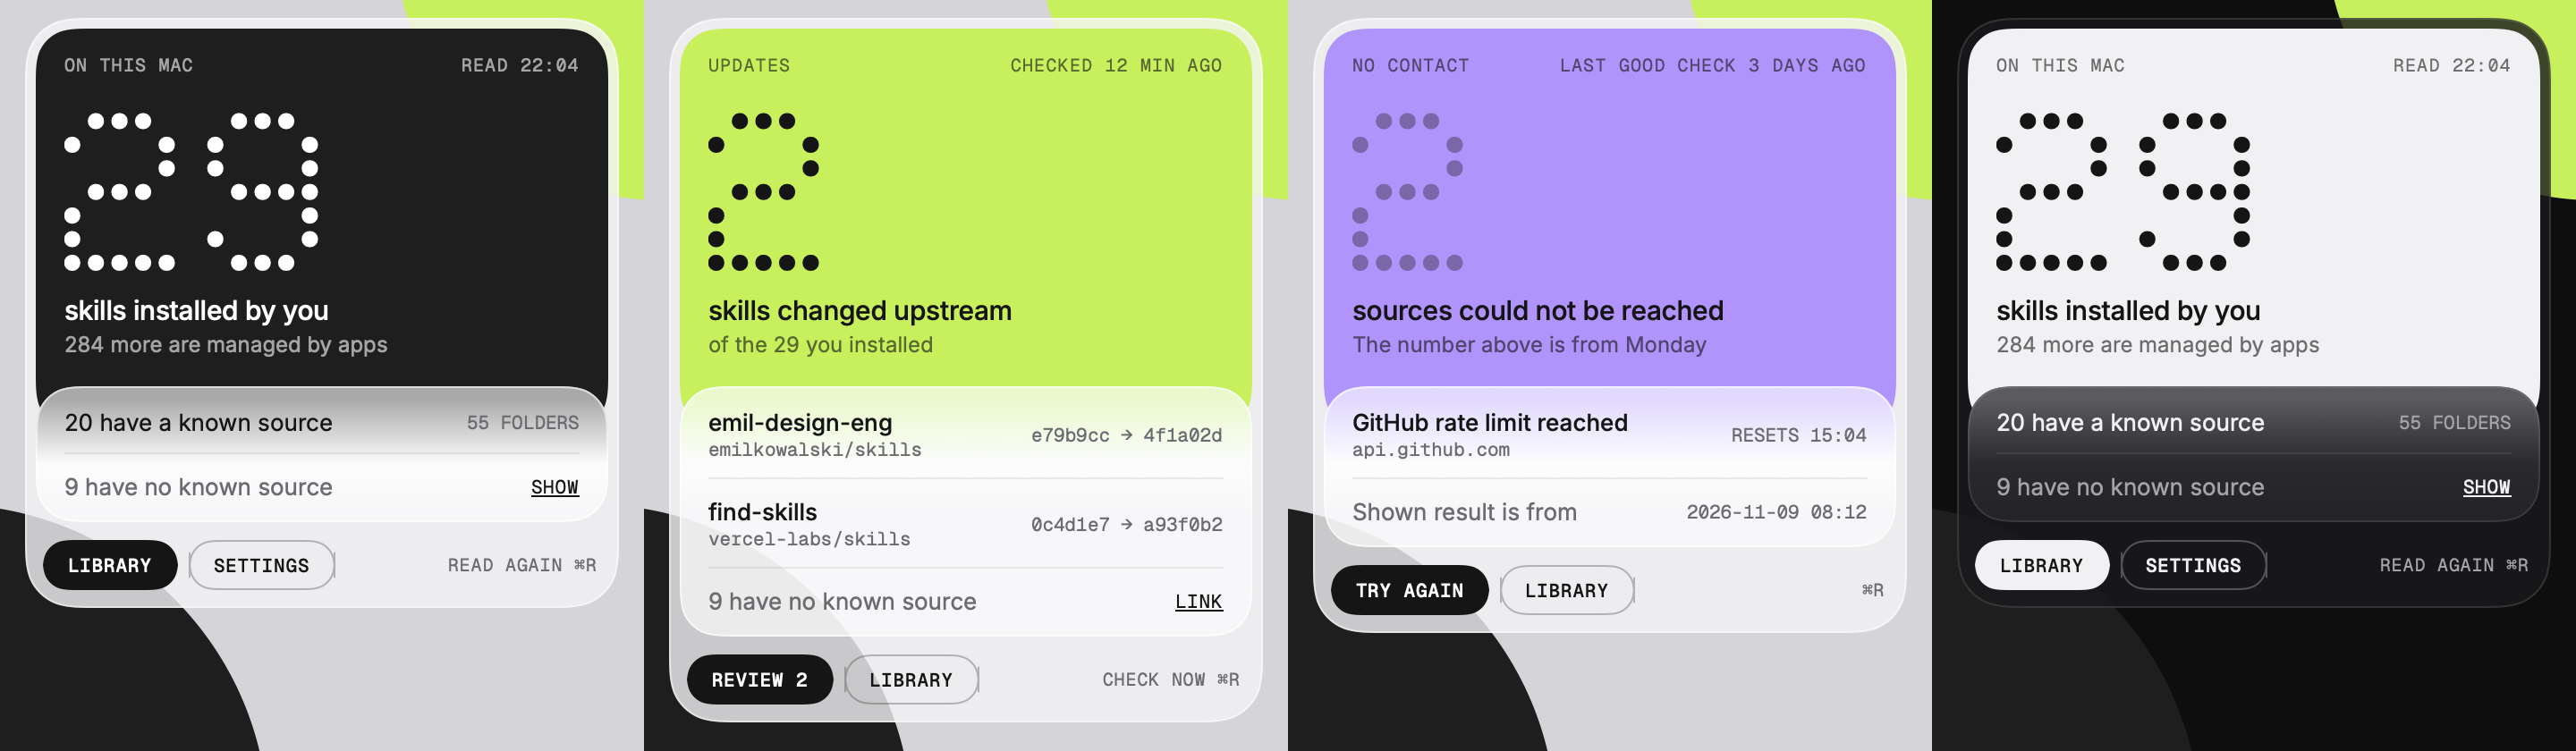 ON THIS MAC READ 22:04
29
skills installed by you
284 more are managed by apps
20 have a known source 55 FOLDERS
9 have no known source SHOW
LIBRARY SETTINGS READ AGAIN ⌘R
UPDATES CHECKED 12 MIN AGO
2
skills changed upstream
of the 29 you installed
emil-design-eng
emilkowalski/skills e79b9cc → 4f1a02d
find-skills
vercel-labs/skills 0c4d1e7 → a93f0b2
9 have no known source LINK
REVIEW 2 LIBRARY CHECK NOW ⌘R
NO CONTACT LAST GOOD CHECK 3 DAYS AGO
2
sources could not be reached
The number above is from Monday
GitHub rate limit reached
api.github.com RESETS 15:04
Shown result is from 2026-11-09 08:12
TRY AGAIN LIBRARY ⌘R
ON THIS MAC READ 22:04
29
skills installed by you
284 more are managed by apps
20 have a known source 55 FOLDERS
9 have no known source SHOW
LIBRARY SETTINGS READ AGAIN ⌘R